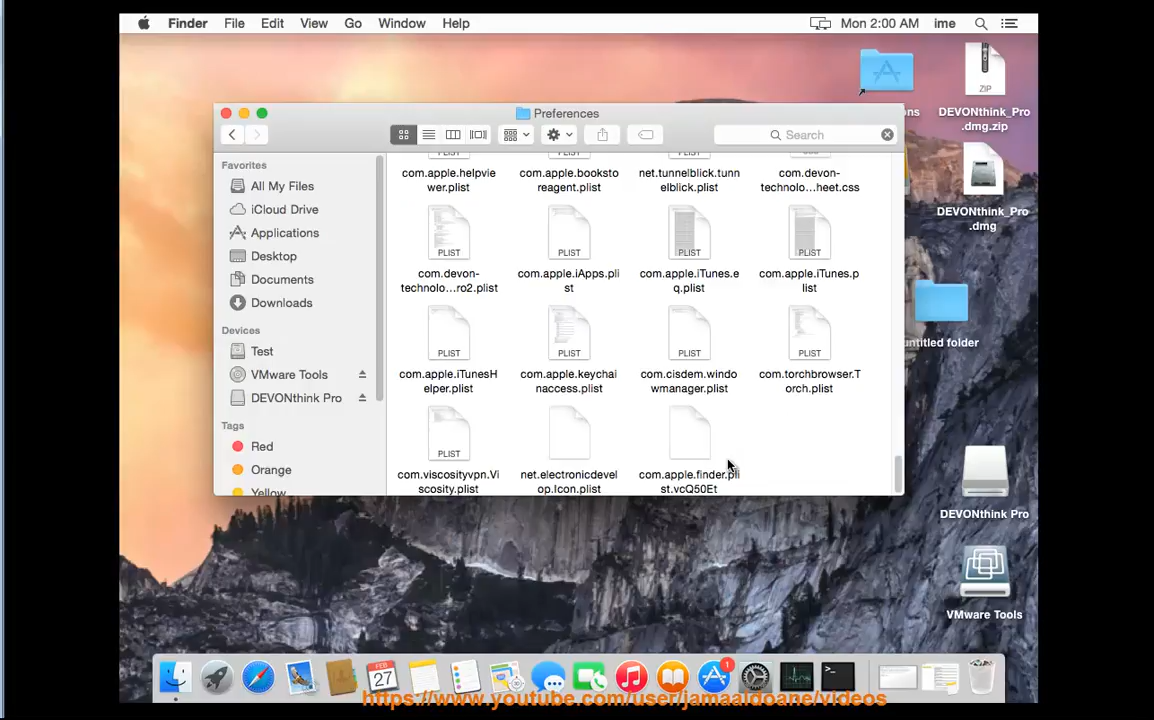 Finder File Edit View Go Window Help Mon 2:00 AM ime
Preferences
Search
Favorites
All My Files
iCloud Drive
Applications
Desktop
Documents
Downloads
Devices
Test
VMware Tools
DEVONthink Pro
Tags
Red
Orange
Yellow
com.apple.helpvie
wer.plist
com.apple.booksto
reagent.plist
net.tunnelblick.tunn
elblick.plist
com.devon-
technolo...heet.css
PLIST
com.devon-
technolo...ro2.plist
PLIST
com.apple.iApps.pli
st
PLIST
com.apple.iTunes.e
q.plist
PLIST
com.apple.iTunes.p
list
PLIST
com.apple.iTunesH
elper.plist
PLIST
com.apple.keychai
naccess.plist
PLIST
com.cisdem.windo
wmanager.plist
PLIST
com.torchbrowser.T
orch.plist
PLIST
com.viscosityvpn.Vi
scosity.plist
net.electronicdevel
op.Icon.plist
com.apple.finder.pli
st.vcQ50Et
ons
ZIP
DEVONthink_Pro
.dmg.zip
DEVONthink_Pro
.dmg
untitled folder
DEVONthink Pro
VMware Tools
FEB
27
1
https://www.youtube.com/user/jamaaldoane/videos